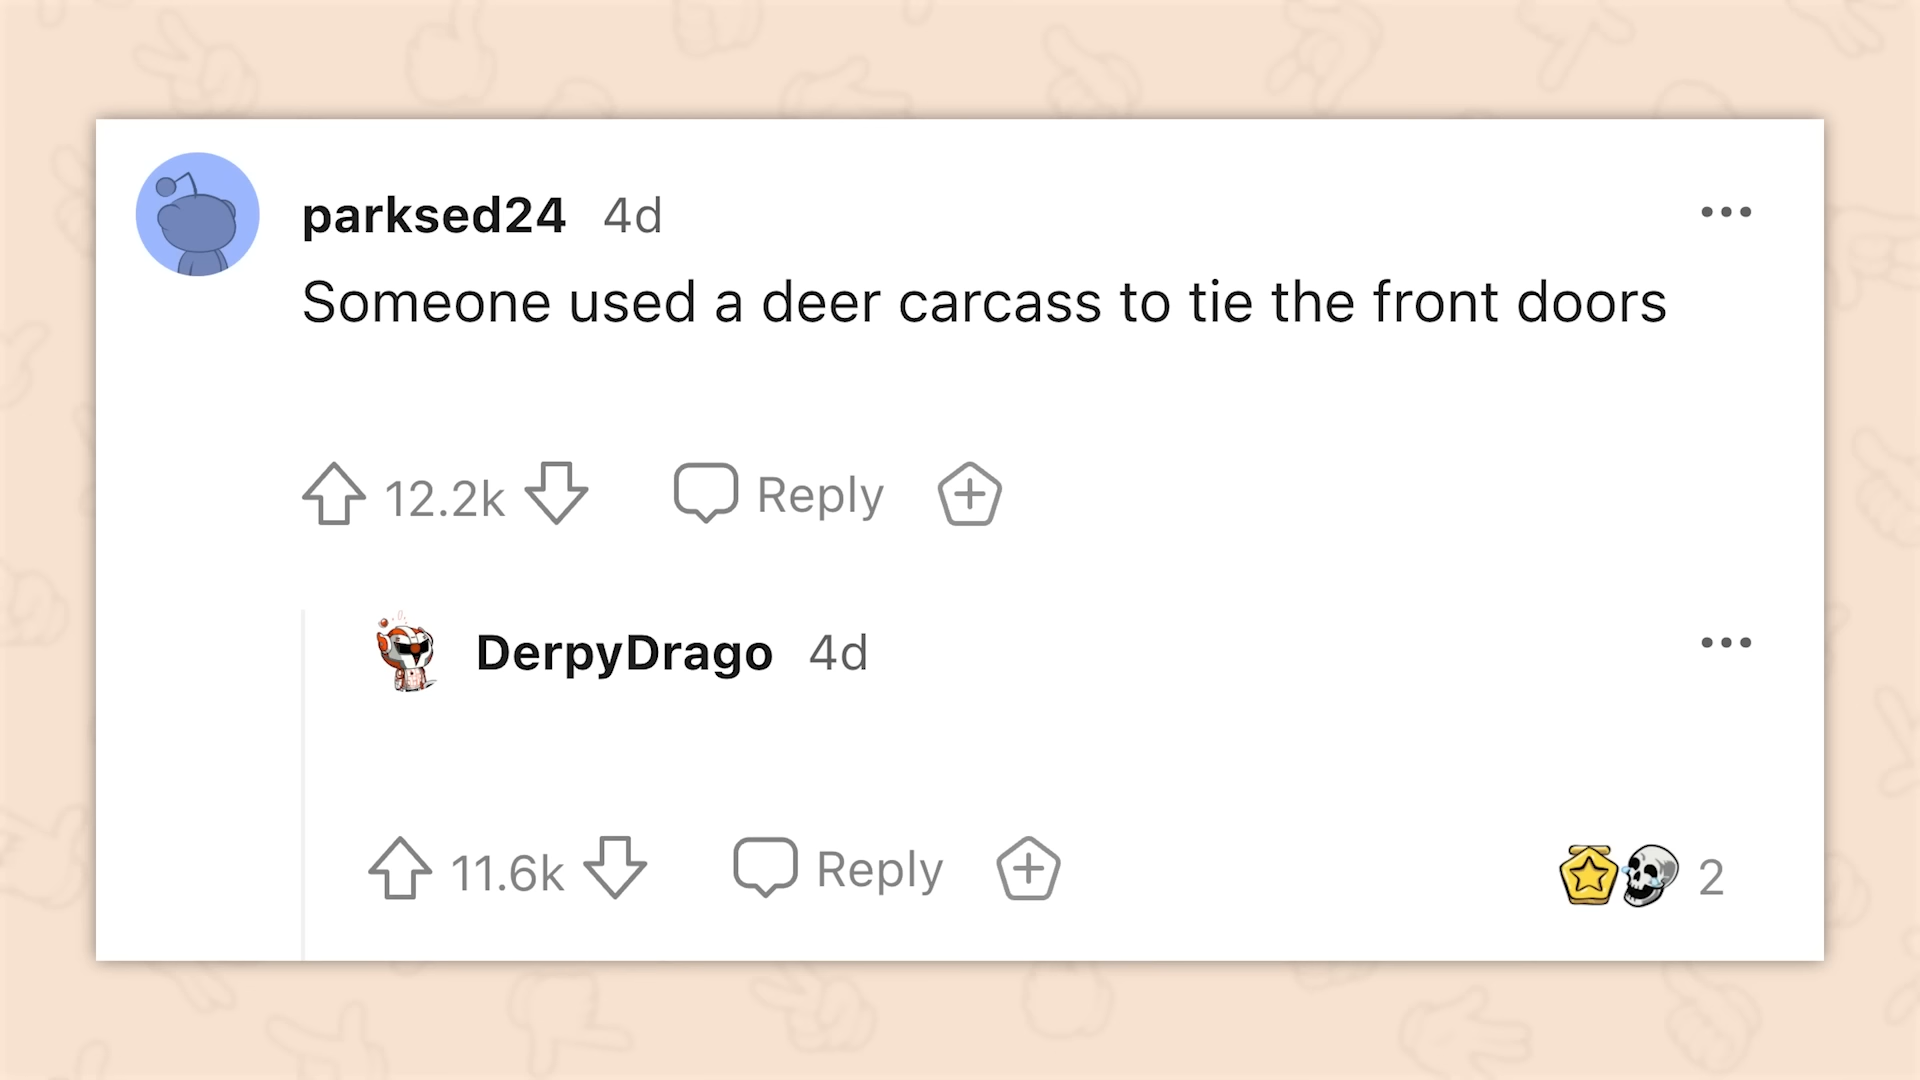 parksed24 4d
Someone used a deer carcass to tie the front doors
12.2k Reply
DerpyDrago 4d
11.6k Reply 2